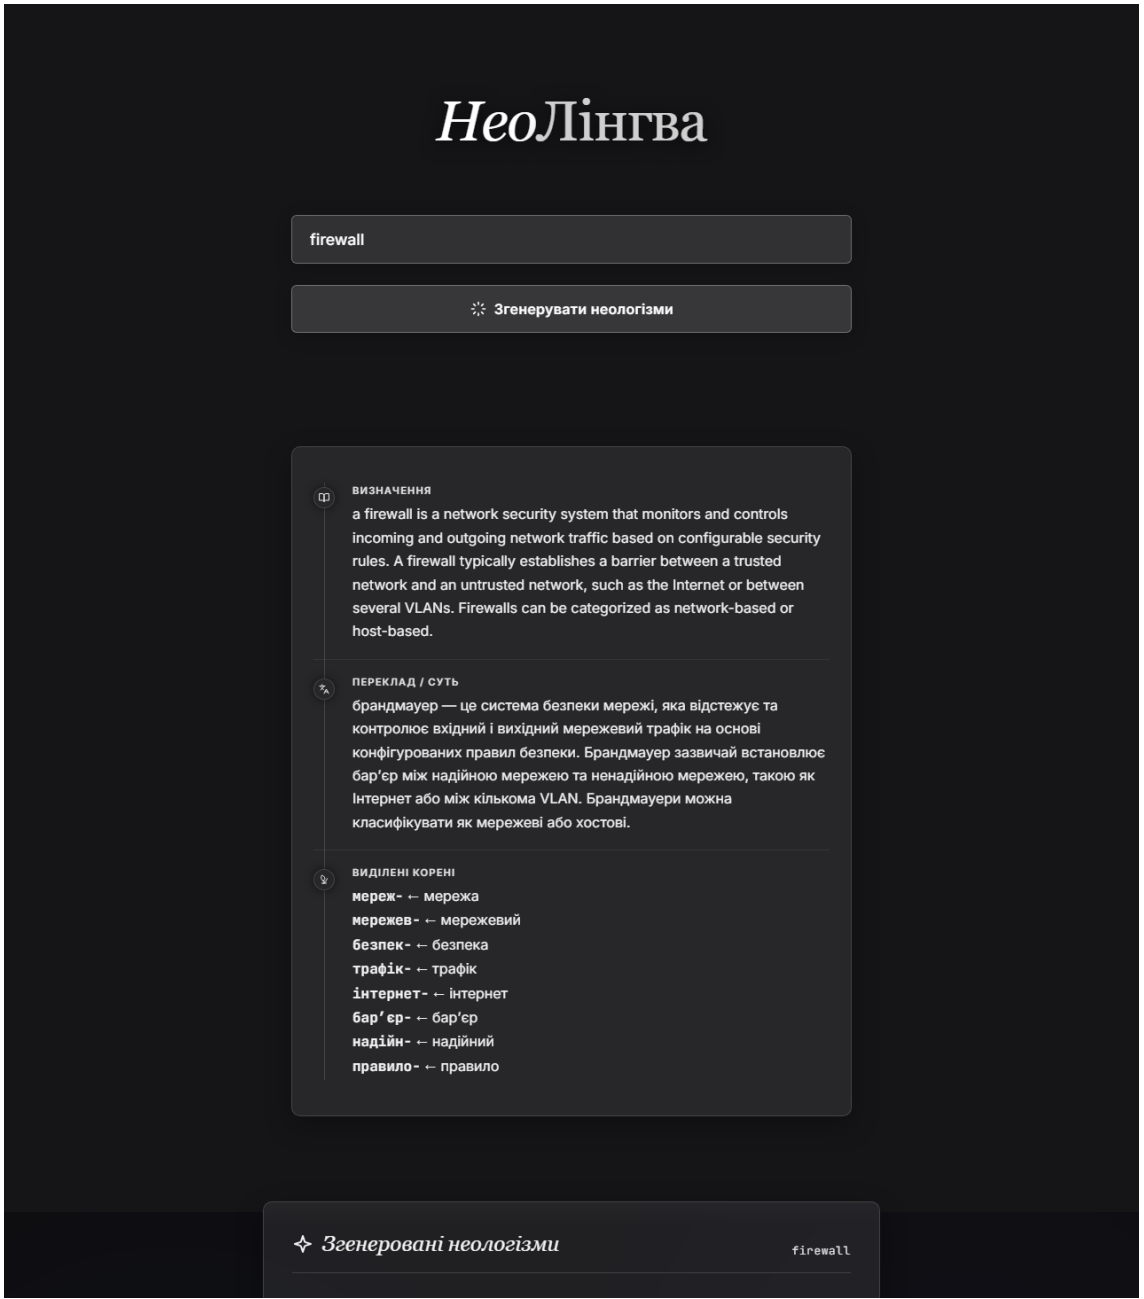 НеоЛінгва
firewall
Згенерувати неологізми
ВИЗНАЧЕННЯ
a firewall is a network security system that monitors and controls
incoming and outgoing network traffic based on configurable security
rules. A firewall typically establishes a barrier between a trusted
network and an untrusted network, such as the Internet or between
several VLANs. Firewalls can be categorized as network-based or
host-based.
ПЕРЕКЛАД / СУТЬ
брандмауер — це система безпеки мережі, яка відстежує та
контролює вхідний і вихідний мережевий трафік на основі
конфігурованих правил безпеки. Брандмауер зазвичай встановлює
бар’єр між надійною мережею та ненадійною мережею, такою як
Інтернет або між кількома VLAN. Брандмауери можна
класифікувати як мережеві або хостові.
ВИДІЛЕНІ КОРЕНІ
мереж- ← мережа
мережев- ← мережевий
безпек- ← безпека
трафік- ← трафік
інтернет- ← інтернет
бар’єр- ← бар’єр
надійн- ← надійний
правило- ← правило
Згенеровані неологізми
firewall